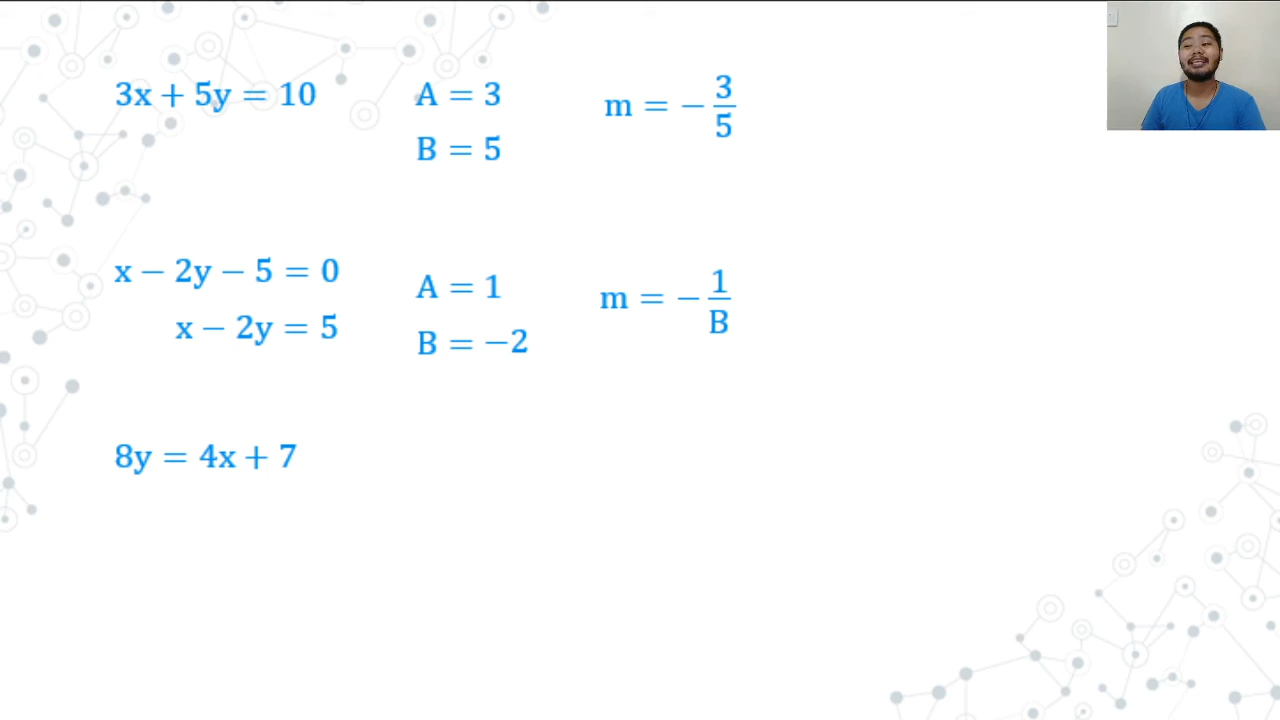 3x + 5y = 10
A = 3
B = 5
m = −3/5
x − 2y − 5 = 0
x − 2y = 5
A = 1
B = −2
m = −1/B
8y = 4x + 7